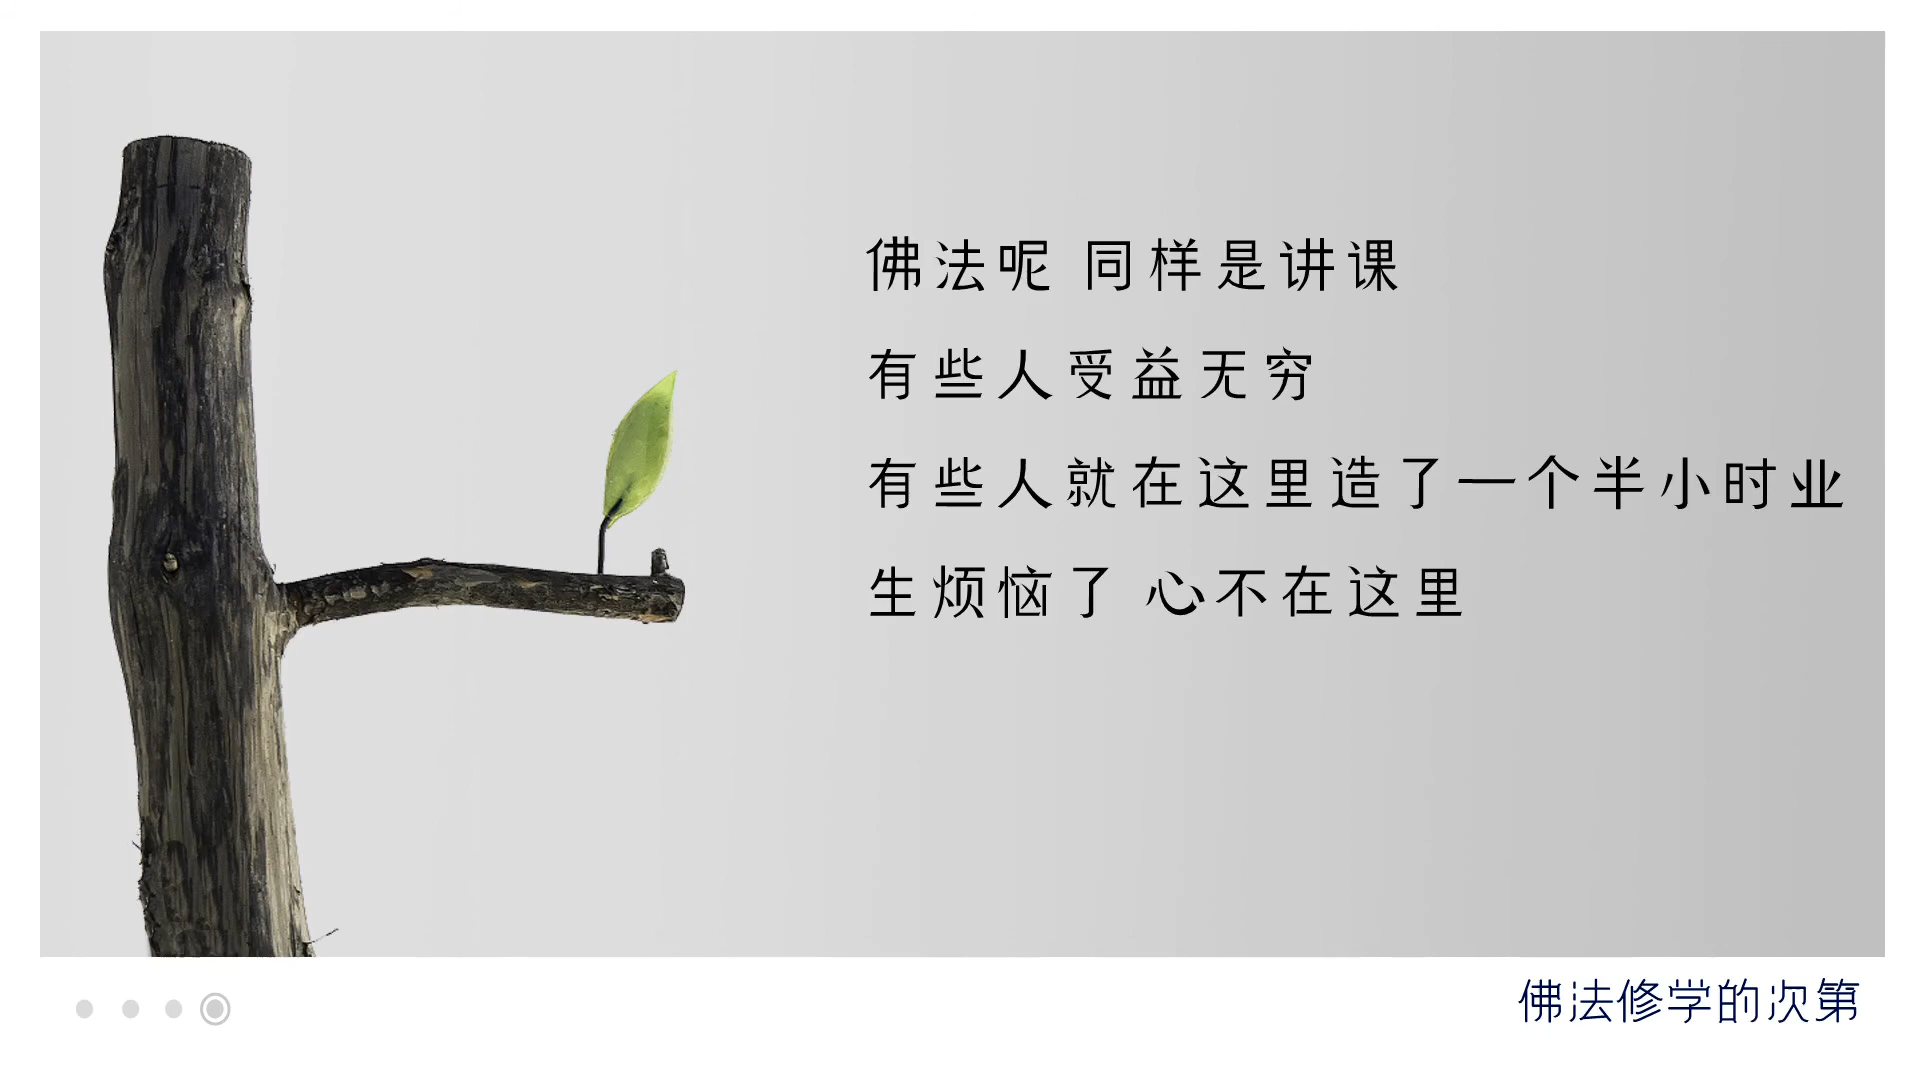 佛法呢 同样是讲课
有些人受益无穷
有些人就在这里造了一个半小时业
生烦恼了 心不在这里
佛法修学的次第